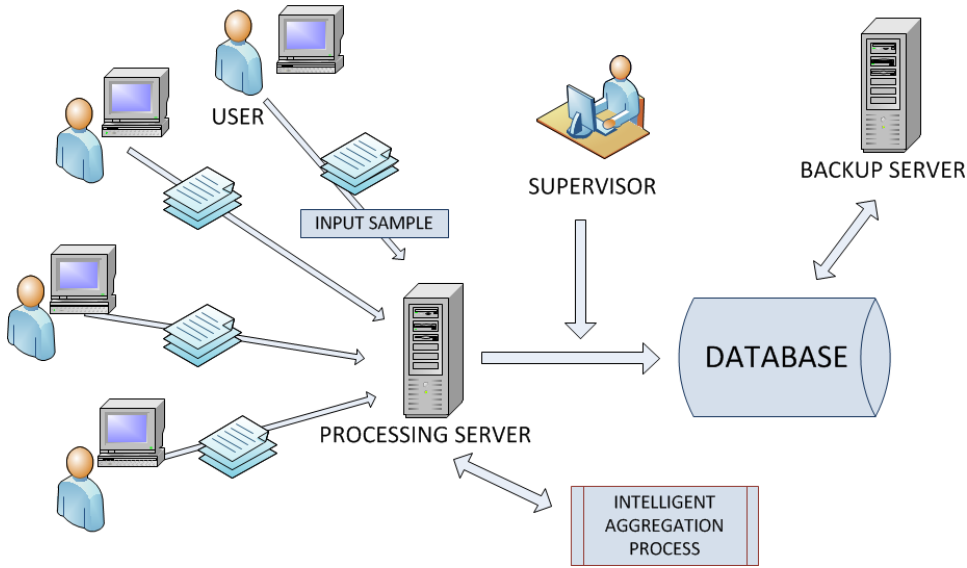 USER
SUPERVISOR
BACKUP SERVER
INPUT SAMPLE
DATABASE
PROCESSING SERVER
INTELLIGENT
AGGREGATION
PROCESS